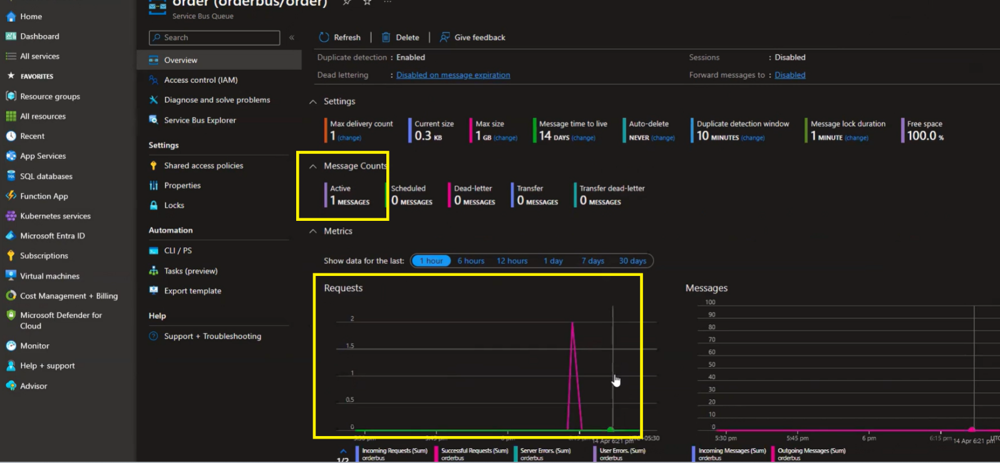 order (orderbus/order)
Service Bus Queue
Home
Dashboard
All services
FAVORITES
Resource groups
All resources
Recent
App Services
SQL databases
Function App
Kubernetes services
Microsoft Entra ID
Subscriptions
Virtual machines
Cost Management + Billing
Microsoft Defender for
Cloud
Monitor
Help + support
Advisor
Search
«
Overview
Access control (IAM)
Diagnose and solve problems
Service Bus Explorer
Settings
Shared access policies
Properties
Locks
Automation
CLI / PS
Tasks (preview)
Export template
Help
Support + Troubleshooting
Refresh
Delete
Give feedback
Duplicate detection : Enabled
Sessions : Disabled
Dead lettering : Disabled on message expiration
Forward messages to : Disabled
Settings
Max delivery count
1 (change)
Current size
0.3 KB
Max size
1 GB (change)
Message time to live
14 DAYS (change)
Auto-delete
NEVER (change)
Duplicate detection window
10 MINUTES (change)
Message lock duration
1 MINUTE (change)
Free space
100.0 %
Message Counts
Active
1 MESSAGES
Scheduled
0 MESSAGES
Dead-letter
0 MESSAGES
Transfer
0 MESSAGES
Transfer dead-letter
0 MESSAGES
Metrics
Show data for the last: 1 hour 6 hours 12 hours 1 day 7 days 30 days
Requests
2
1.5
1
0.5
0
14 Apr 6:21 pm
1/2
Incoming Requests (Sum)
orderbus
Successful Requests (Sum)
orderbus
Server Errors. (Sum)
orderbus
User Errors. (Sum)
orderbus
Messages
100
90
80
70
60
50
40
30
20
10
0
5:30 pm 5:45 pm 6 pm 6:15 pm 14 Apr 6:21 pm
Incoming Messages (Sum)
orderbus
Outgoing Messages (Sum)
orderbus